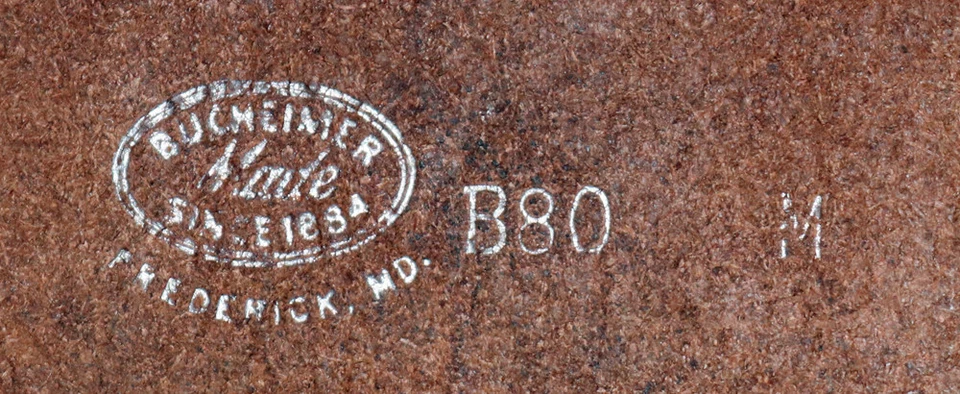 BUCHEIMER
Made
SINCE 1884
FREDERICK, MD.
B80 M